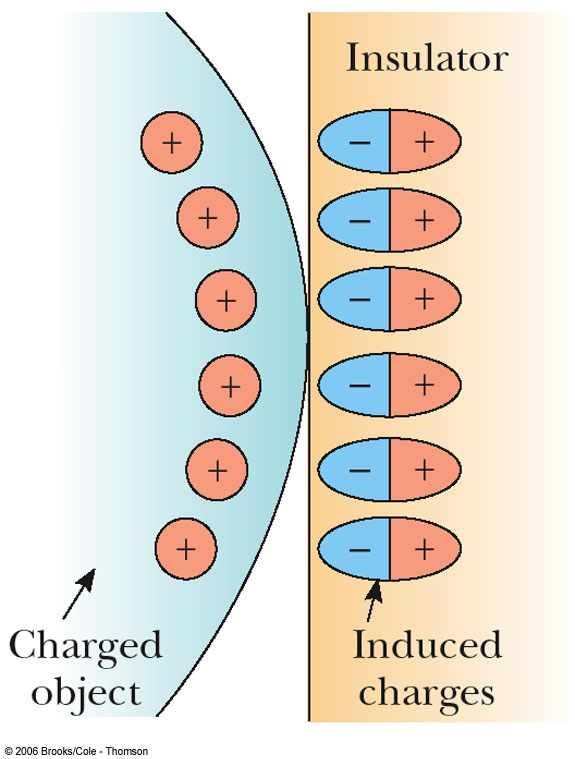 Insulator
+ − +
+ − +
+ − +
+ − +
+ − +
+ − +
Charged
object
Induced
charges
© 2006 Brooks/Cole - Thomson